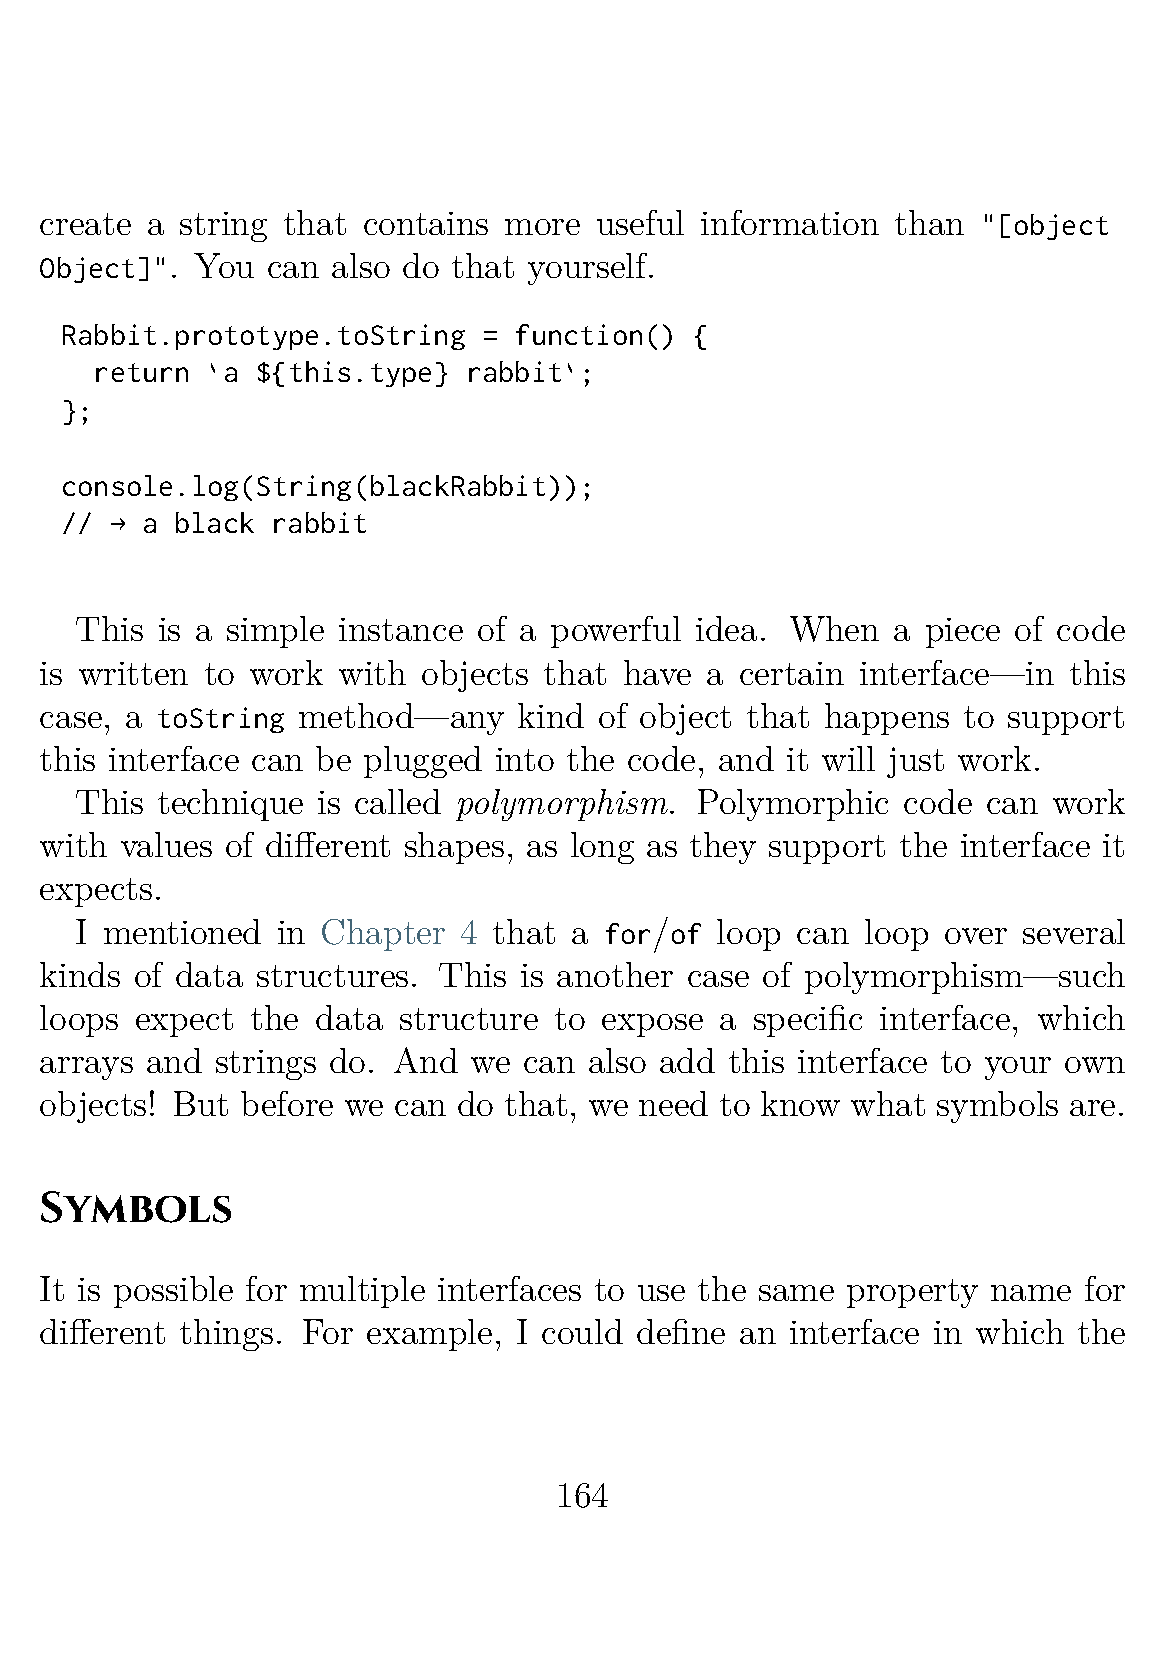 create a string that contains more useful information than "[object
Object]". You can also do that yourself.
Rabbit.prototype.toString = function() {
  return `a ${this.type} rabbit`;
};
console.log(String(blackRabbit));
// → a black rabbit
This is a simple instance of a powerful idea. When a piece of code
is written to work with objects that have a certain interface—in this
case, a toString method—any kind of object that happens to support
this interface can be plugged into the code, and it will just work.
This technique is called polymorphism. Polymorphic code can work
with values of different shapes, as long as they support the interface it
expects.
I mentioned in Chapter 4 that a for/of loop can loop over several
kinds of data structures. This is another case of polymorphism—such
loops expect the data structure to expose a specific interface, which
arrays and strings do. And we can also add this interface to your own
objects! But before we can do that, we need to know what symbols are.
Symbols
It is possible for multiple interfaces to use the same property name for
different things. For example, I could define an interface in which the
164